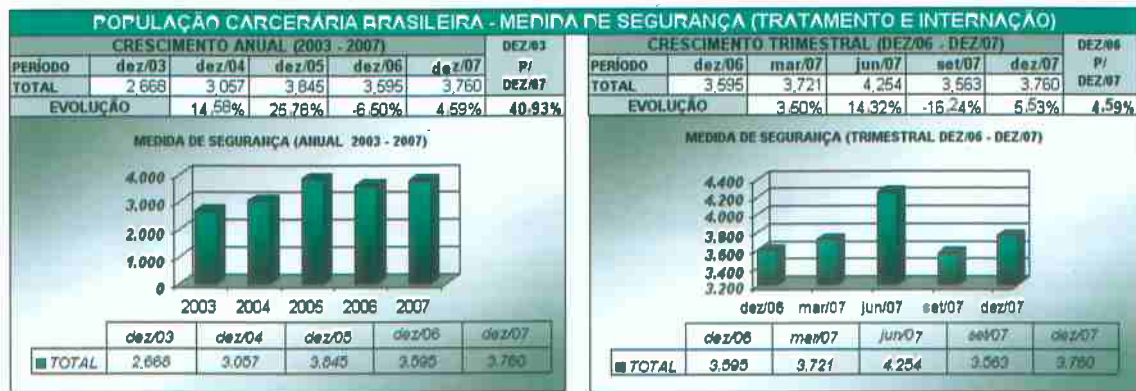 POPULAÇÃO CARCERÁRIA BRASILEIRA - MEDIDA DE SEGURANÇA (TRATAMENTO E INTERNAÇÃO)
CRESCIMENTO ANUAL (2003 - 2007) DEZ/03
PERÍODO dez/03 dez/04 dez/05 dez/06 dez/07 P/
TOTAL 2,668 3,057 3,845 3,595 3,760 DEZ/07
EVOLUÇÃO 14,58% 25,78% -6,50% 4,59% 40,93%
MEDIDA DE SEGURANÇA (ANUAL 2003 - 2007)
4.000
3.000
2.000
1.000
0
2003 2004 2005 2006 2007
dez/03 dez/04 dez/05 dez/06 dez/07
TOTAL 2,668 3.057 3.845 3.595 3.760
CRESCIMENTO TRIMESTRAL (DEZ/06 - DEZ/07) DEZ/06
PERÍODO dez/06 mar/07 jun/07 set/07 dez/07 P/
TOTAL 3,595 3,721 4,254 3,563 3.760 DEZ/07
EVOLUÇÃO 3,50% 14,32% -16,24% 5,53% 4,59%
MEDIDA DE SEGURANÇA (TRIMESTRAL DEZ/06 - DEZ/07)
4.400
4.200
4.000
3.800
3.600
3.400
3.200
dez/06 mar/07 jun/07 set/07 dez/07
dez/06 mar/07 jun/07 set/07 dez/07
TOTAL 3.595 3.721 4.254 3.563 3.760